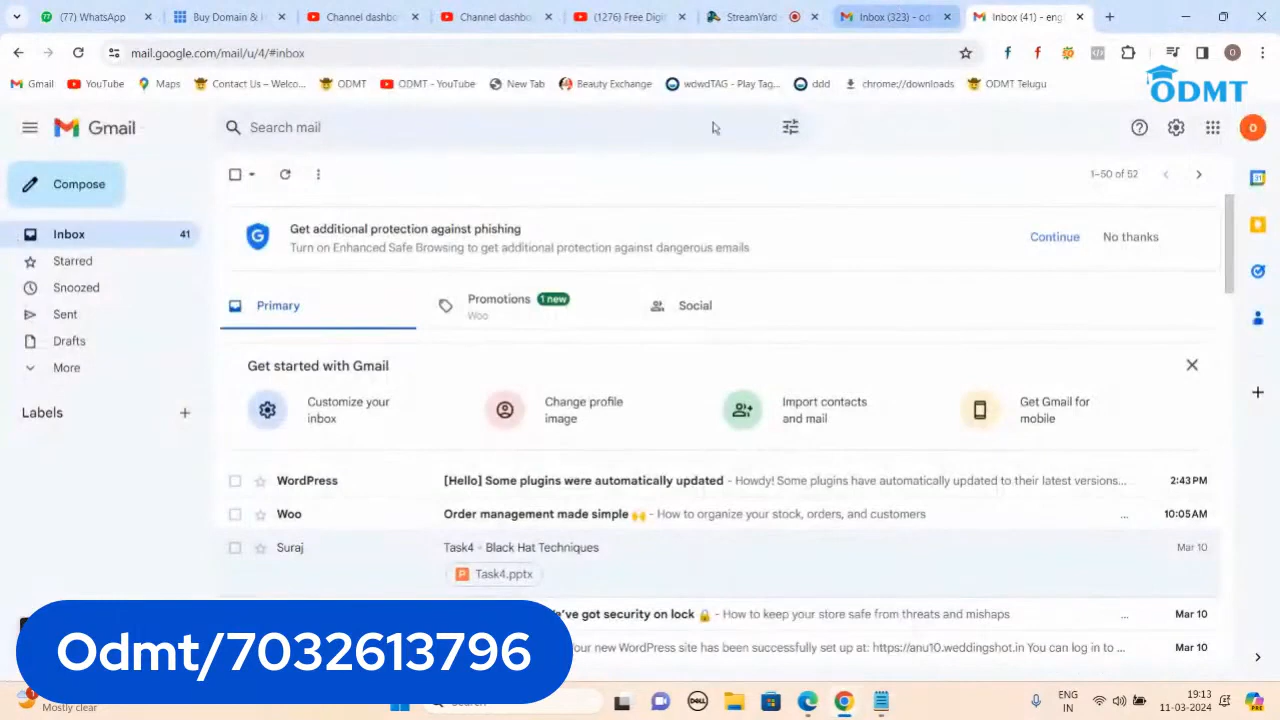 77
WhatsApp
Buy Domain &
Channel dashbo
Channel dashbo
(1276) Free Digi
StreamYard
Inbox (323) - od
Inbox (41) - eng
mail.google.com/mail/u/4/#inbox
Gmail
YouTube
Maps
Contact Us – Welco...
ODMT
ODMT - YouTube
New Tab
Beauty Exchange
wdwdTAG - Play Tag...
ddd
chrome://downloads
ODMT Telugu
ODMT
Gmail
Search mail
O
Compose
1–50 of 52
Get additional protection against phishing
Turn on Enhanced Safe Browsing to get additional protection against dangerous emails
Continue
No thanks
Inbox 41
Starred
Snoozed
Sent
Drafts
More
Labels
Primary
Promotions 1 new
Woo
Social
Get started with Gmail
Customize your
inbox
Change profile
image
Import contacts
and mail
Get Gmail for
mobile
WordPress [Hello] Some plugins were automatically updated - Howdy! Some plugins have automatically updated to their latest versions... 2:43 PM
Woo Order management made simple 🙌 - How to organize your stock, orders, and customers ... 10:05 AM
Suraj Task4 - Black Hat Techniques Mar 10
P Task4.pptx
've got security on lock 🔒 - How to keep your store safe from threats and mishaps ... Mar 10
our new WordPress site has been successfully set up at: https://anu10.weddingshot.in You can log in to ... Mar 10
Odmt/7032613796
Mostly clear
Search
DELL
ENG
IN
19:13
11-03-2024